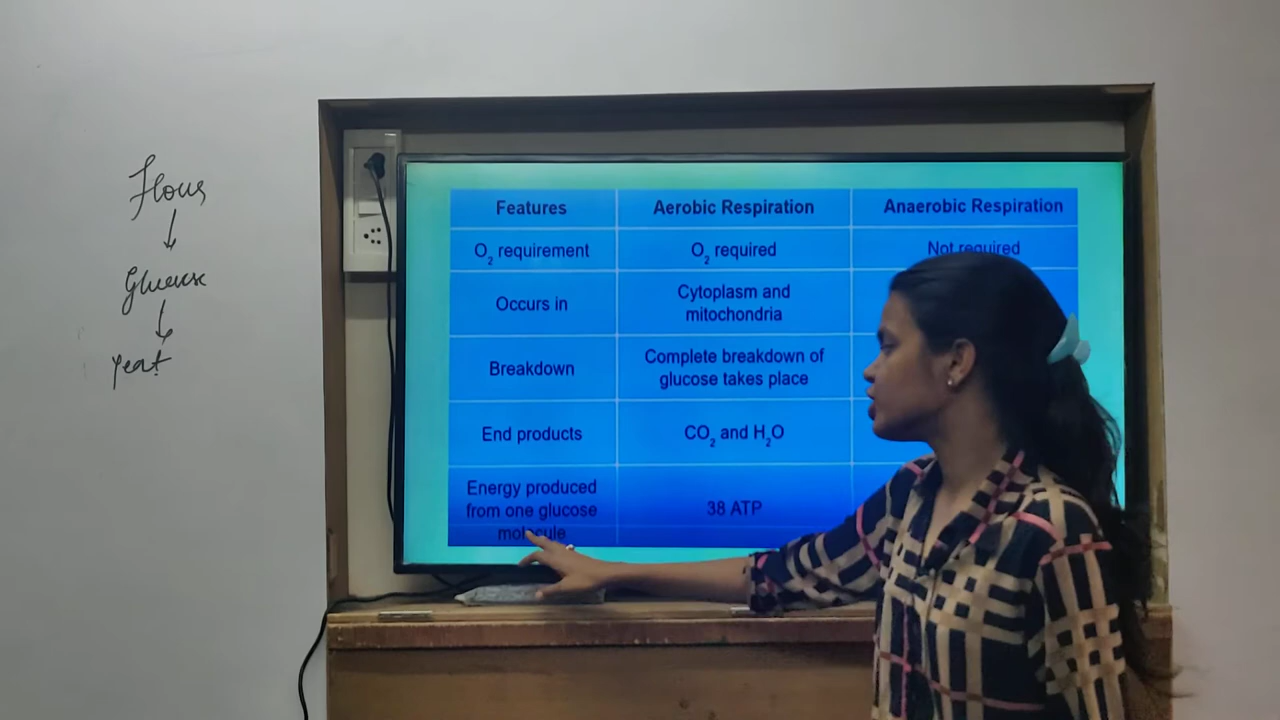 Flour
↓
Glucose
↓
yeast
Features Aerobic Respiration Anaerobic Respiration
O₂ requirement O₂ required Not required
Occurs in Cytoplasm and
mitochondria
Breakdown Complete breakdown of
glucose takes place
End products CO₂ and H₂O
Energy produced
from one glucose
molecule
38 ATP